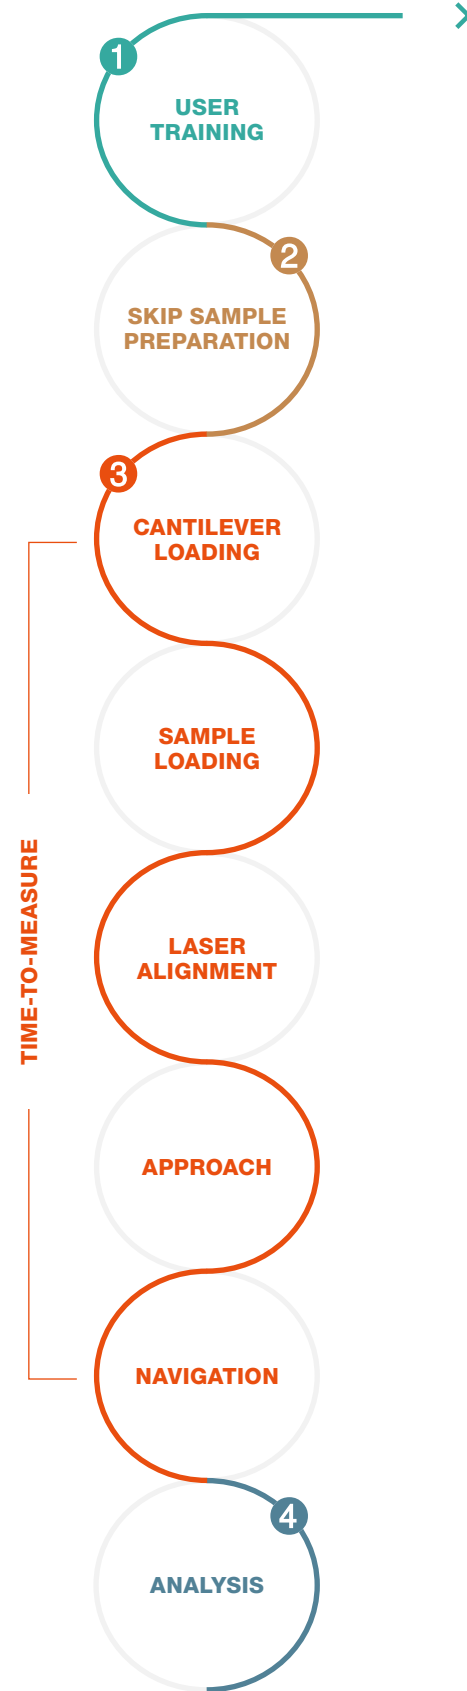 1
USER
TRAINING
2
SKIP SAMPLE
PREPARATION
3
CANTILEVER
LOADING
SAMPLE
LOADING
TIME-TO-MEASURE
LASER
ALIGNMENT
APPROACH
NAVIGATION
4
ANALYSIS